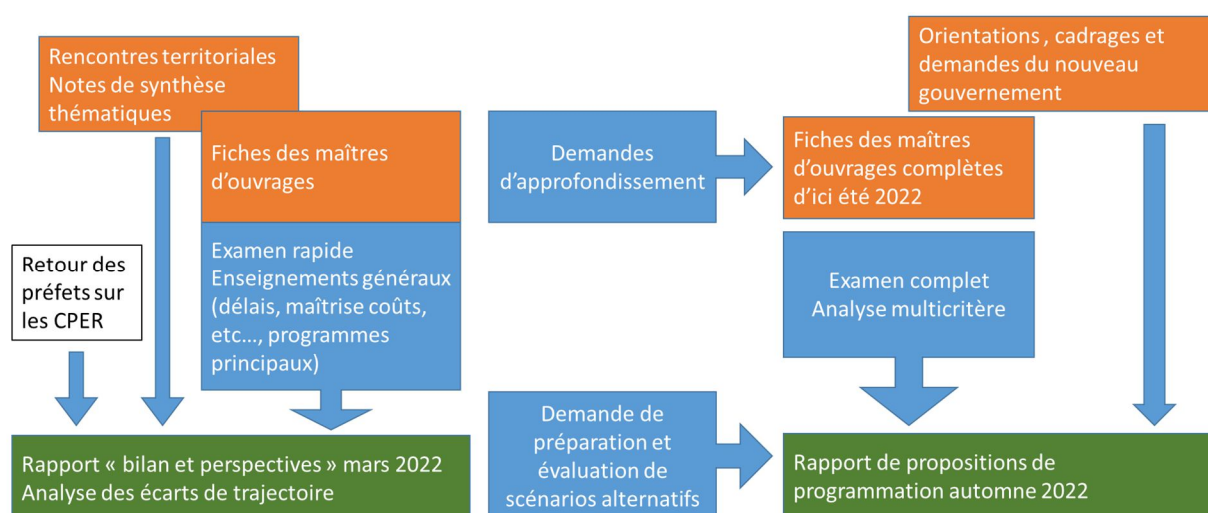 Rencontres territoriales
Notes de synthèse
thématiques
Fiches des maîtres
d'ouvrages
Examen rapide
Enseignements généraux
(délais, maîtrise coûts,
etc..., programmes
principaux)
Retour des
préfets sur
les CPER
Rapport « bilan et perspectives » mars 2022
Analyse des écarts de trajectoire
Demandes
d'approfondissement
Demande de
préparation et
évaluation de
scénarios alternatifs
Orientations , cadrages et
demandes du nouveau
gouvernement
Fiches des maîtres
d'ouvrages complètes
d'ici été 2022
Examen complet
Analyse multicritère
Rapport de propositions de
programmation automne 2022